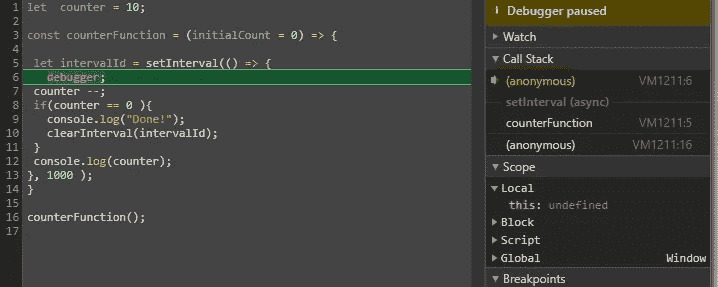 1 let counter = 10;
2
3 const counterFunction = (initialCount = 0) => {
4
5 let intervalId = setInterval(() => {
6 debugger;
7 counter --;
8 if(counter == 0 ){
9 console.log("Done!");
10 clearInterval(intervalId);
11 }
12 console.log(counter);
13 }, 1000 );
14 }
15
16 counterFunction();
17
i Debugger paused
Watch
Call Stack
(anonymous) VM1211:6
setInterval (async)
counterFunction VM1211:5
(anonymous) VM1211:16
Scope
Local
this: undefined
Block
Script
Global Window
Breakpoints